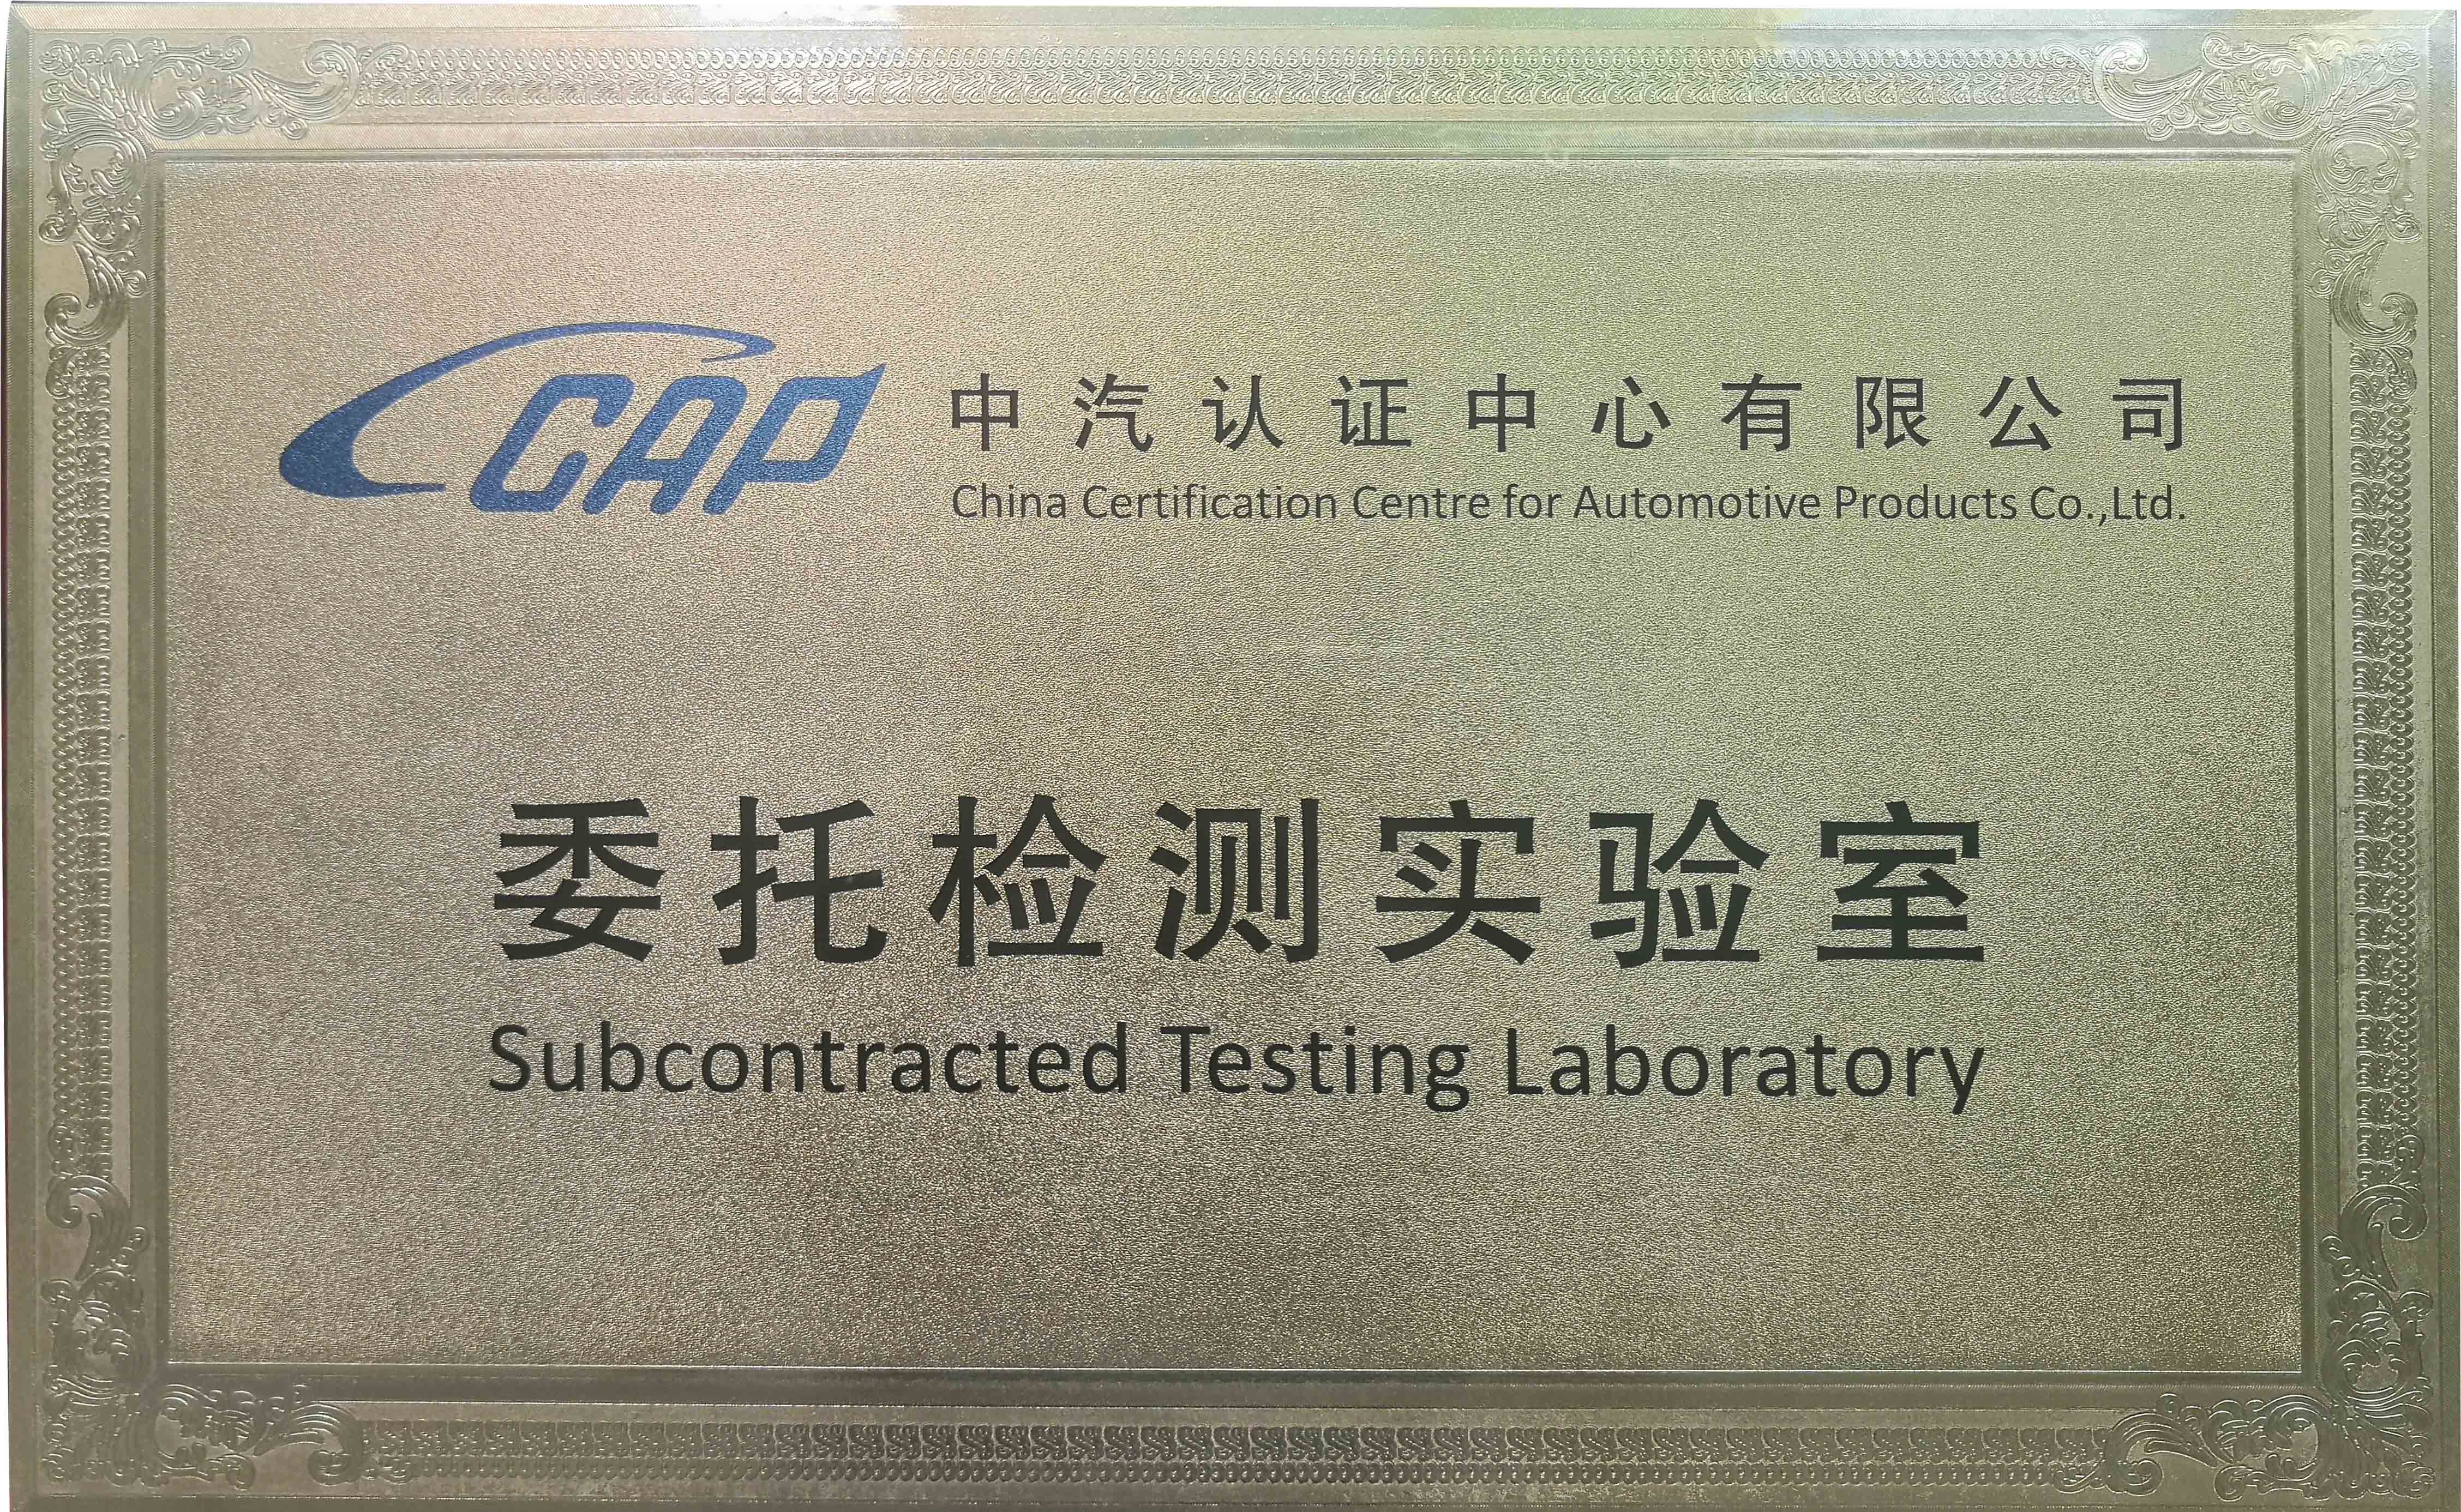 CCAP
中汽认证中心有限公司
China Certification Centre for Automotive Products Co.,Ltd.
委托检测实验室
Subcontracted Testing Laboratory